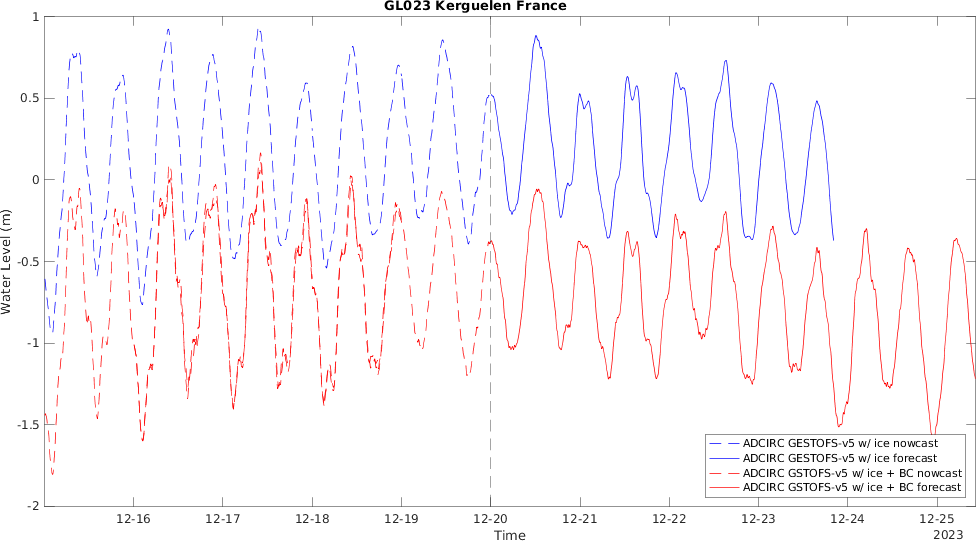 GL023 Kerguelen France
1
0.5
0
-0.5
-1
-1.5
-2
Water Level (m)
12-16 12-17 12-18 12-19 12-20 12-21 12-22 12-23 12-24 12-25
Time
2023
ADCIRC GESTOFS-v5 w/ ice nowcast
ADCIRC GESTOFS-v5 w/ ice forecast
ADCIRC GSTOFS-v5 w/ ice + BC nowcast
ADCIRC GSTOFS-v5 w/ ice + BC forecast